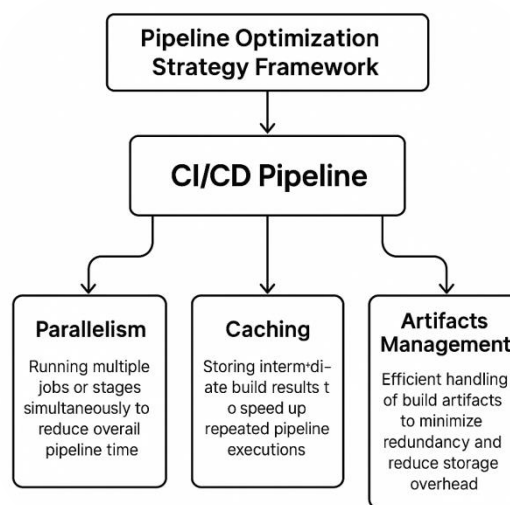 Pipeline Optimization
Strategy Framework
CI/CD Pipeline
Parallelism
Running multiple
jobs or stages
simultaneously to
reduce overail
pipeline time
Caching
Storing interm·di-
ate build results t
o speed up
repeated pipeline
executions
Artifacts
Management
Efficient handling
of build artifacts
to minimize
redundancy and
reduce storage
overhead